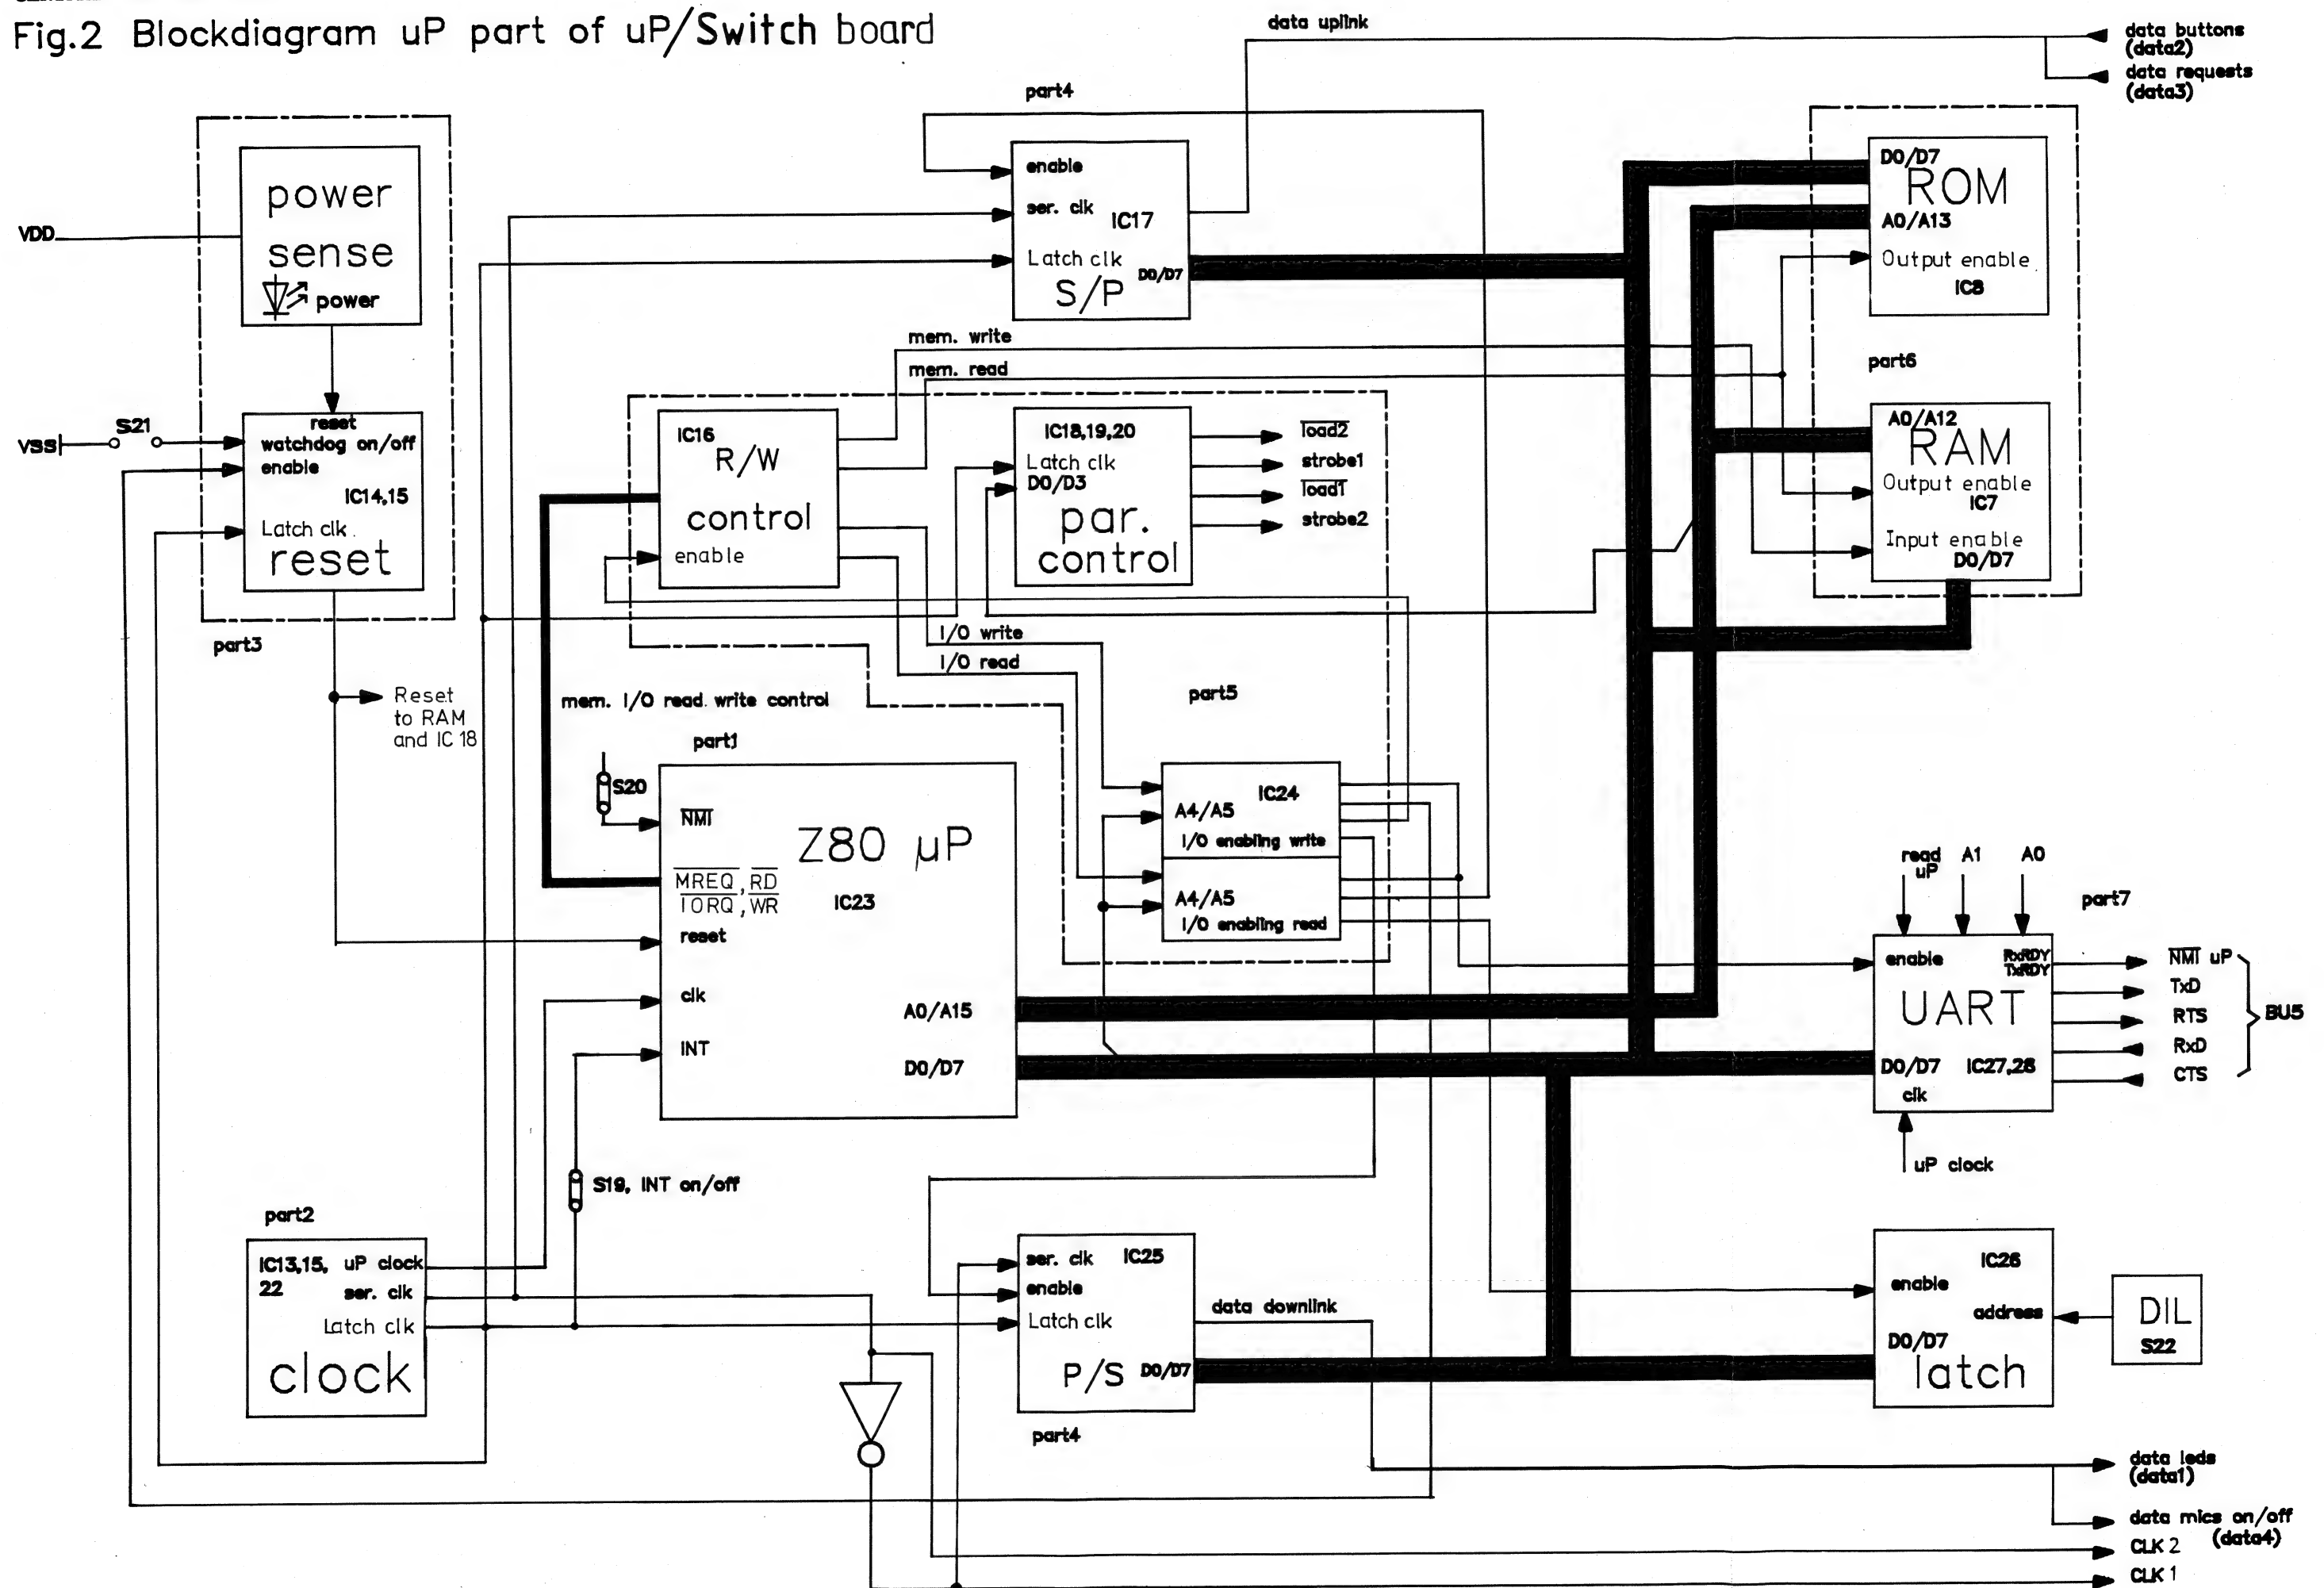 Fig.2 Blockdiagram uP part of uP/Switch board
data uplink
data buttons
(data2)
data requests
(data3)
part4
power
sense
power
VDD
enable
ser. clk
IC17
Latch clk
D0/D7
S/P
D0/D7
ROM
A0/A13
Output enable
IC8
mem. write
mem. read
part6
S21
VSS
reset
watchdog on/off
enable
IC14,15
Latch clk.
reset
part3
IC16
R/W
control
enable
IC18,19,20
Latch clk
D0/D3
par.
control
load2
strobe1
load1
strobe2
A0/A12
RAM
Output enable
IC7
Input enable
D0/D7
I/O write
I/O read
Reset
to RAM
and IC 18
mem. I/O read. write control
part5
part1
S20
NMI
Z80 µP
MREQ, RD
IORQ, WR
IC23
reset
clk
A0/A15
INT
D0/D7
IC24
A4/A5
I/O enabling write
A4/A5
I/O enabling read
read
uP
A1
A0
part7
enable
RxRDY
TxRDY
UART
D0/D7
IC27,28
clk
uP clock
NMI uP
TxD
RTS
RxD
CTS
BU5
S19, INT on/off
part2
IC13,15,
22
uP clock
ser. clk
Latch clk
clock
ser. clk
IC25
enable
Latch clk
P/S
D0/D7
part4
data downlink
IC26
enable
address
D0/D7
latch
DIL
S22
data leds
(data1)
data mics on/off
(data4)
CLK 2
CLK 1